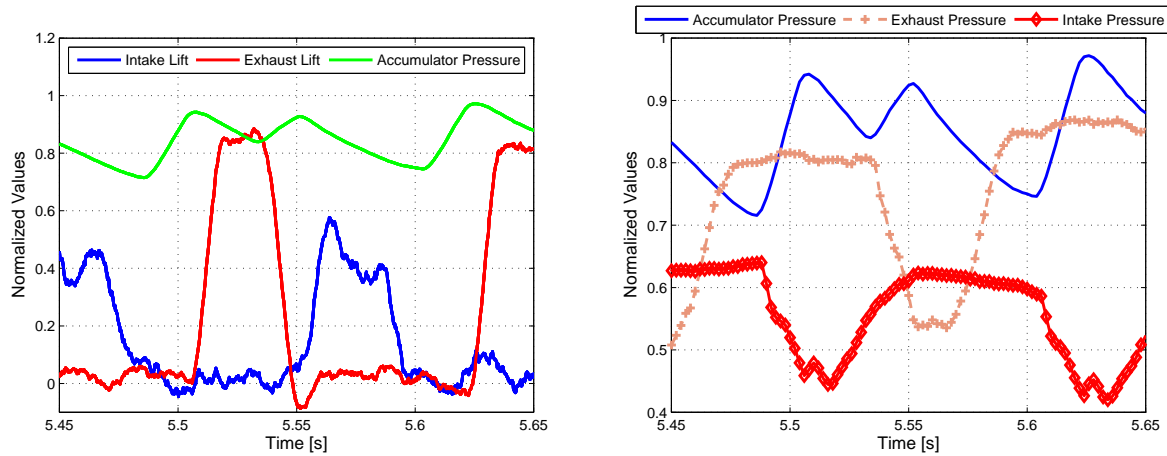 Intake Lift Exhaust Lift Accumulator Pressure
1.2
1
0.8
0.6
0.4
0.2
0
5.45 5.5 5.55 5.6 5.65
Time [s]
Normalized Values
Accumulator Pressure Exhaust Pressure Intake Pressure
1
0.9
0.8
0.7
0.6
0.5
0.4
5.45 5.5 5.55 5.6 5.65
Time [s]
Normalized Values